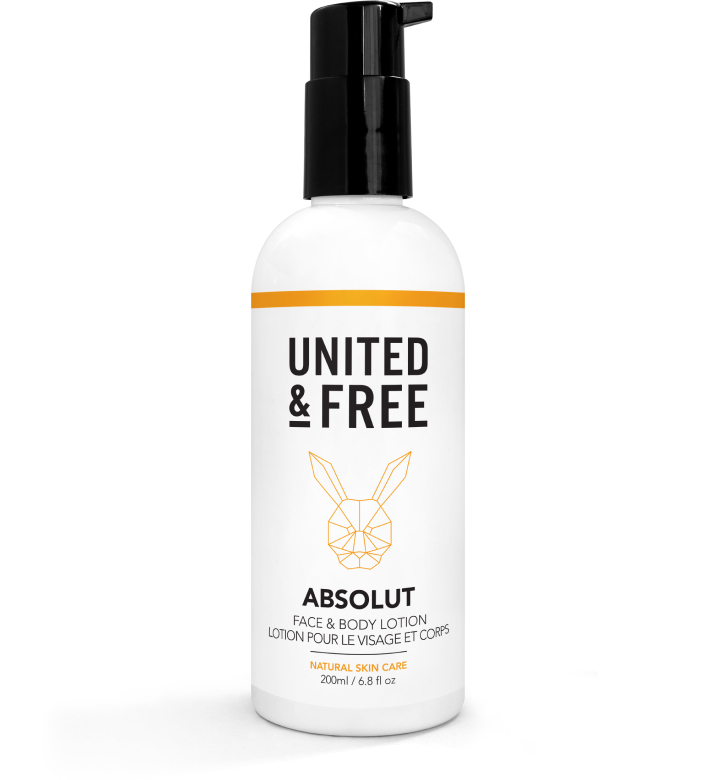 UNITED
& FREE
ABSOLUT
FACE & BODY LOTION
LOTION POUR LE VISAGE ET CORPS
NATURAL SKIN CARE
200ml / 6.8 fl oz